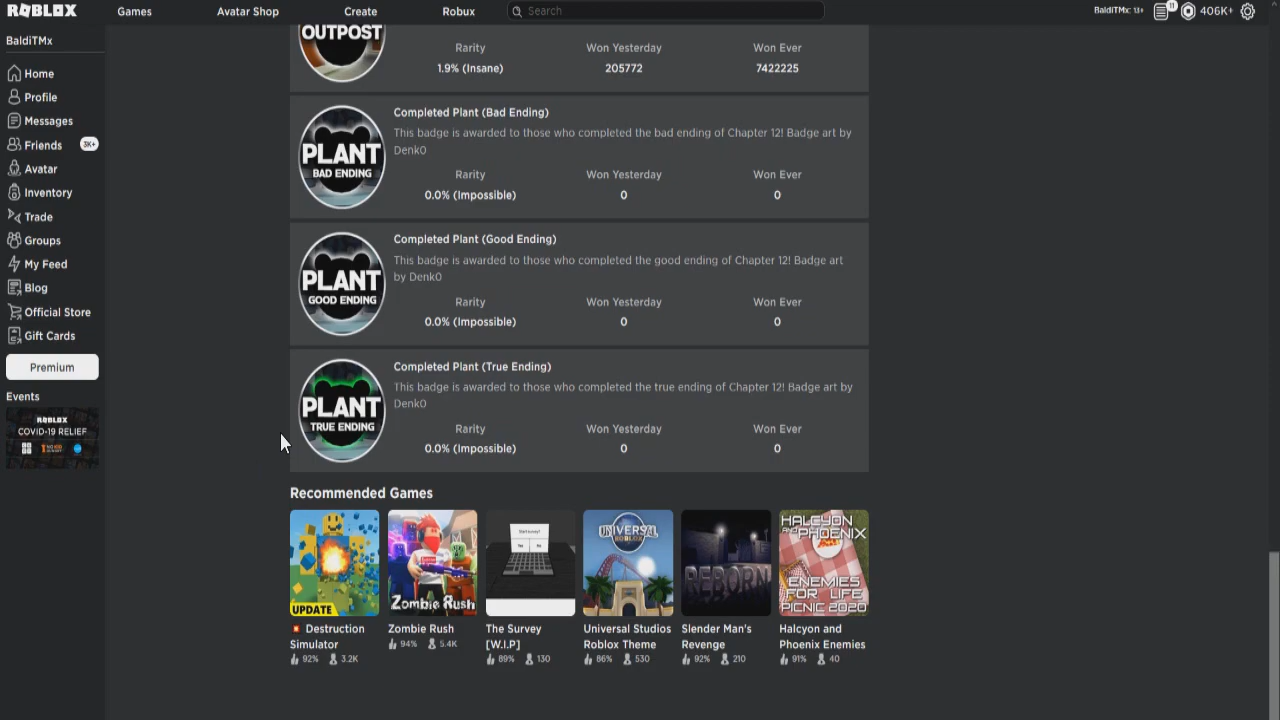 ROBLOX
Games
Avatar Shop
Create
Robux
Search
BaldiTMx: 13+
11
406K+
BaldiTMx
Home
Profile
Messages
Friends
3K+
Avatar
Inventory
Trade
Groups
My Feed
Blog
Official Store
Gift Cards
Premium
Events
ROBLOX
COVID-19 RELIEF
OUTPOST
Rarity Won Yesterday Won Ever
1.9% (Insane) 205772 7422225
PLANT
BAD ENDING
Completed Plant (Bad Ending)
This badge is awarded to those who completed the bad ending of Chapter 12! Badge art by
Denk0
Rarity Won Yesterday Won Ever
0.0% (Impossible) 0 0
PLANT
GOOD ENDING
Completed Plant (Good Ending)
This badge is awarded to those who completed the good ending of Chapter 12! Badge art
by Denk0
Rarity Won Yesterday Won Ever
0.0% (Impossible) 0 0
PLANT
TRUE ENDING
Completed Plant (True Ending)
This badge is awarded to those who completed the true ending of Chapter 12! Badge art by
Denk0
Rarity Won Yesterday Won Ever
0.0% (Impossible) 0 0
Recommended Games
UPDATE
Destruction
Simulator
92% 3.2K
Zombie Rush
Zombie Rush
94% 5.4K
Start survey?
Yes No
The Survey
[W.I.P]
89% 130
UNIVERSAL
ROBLOX
Universal Studios
Roblox Theme
86% 530
REBORN
Slender Man's
Revenge
92% 210
HALCYON
AND PHOENIX
ENEMIES
FOR LIFE
PICNIC 2020
Halcyon and
Phoenix Enemies
91% 40